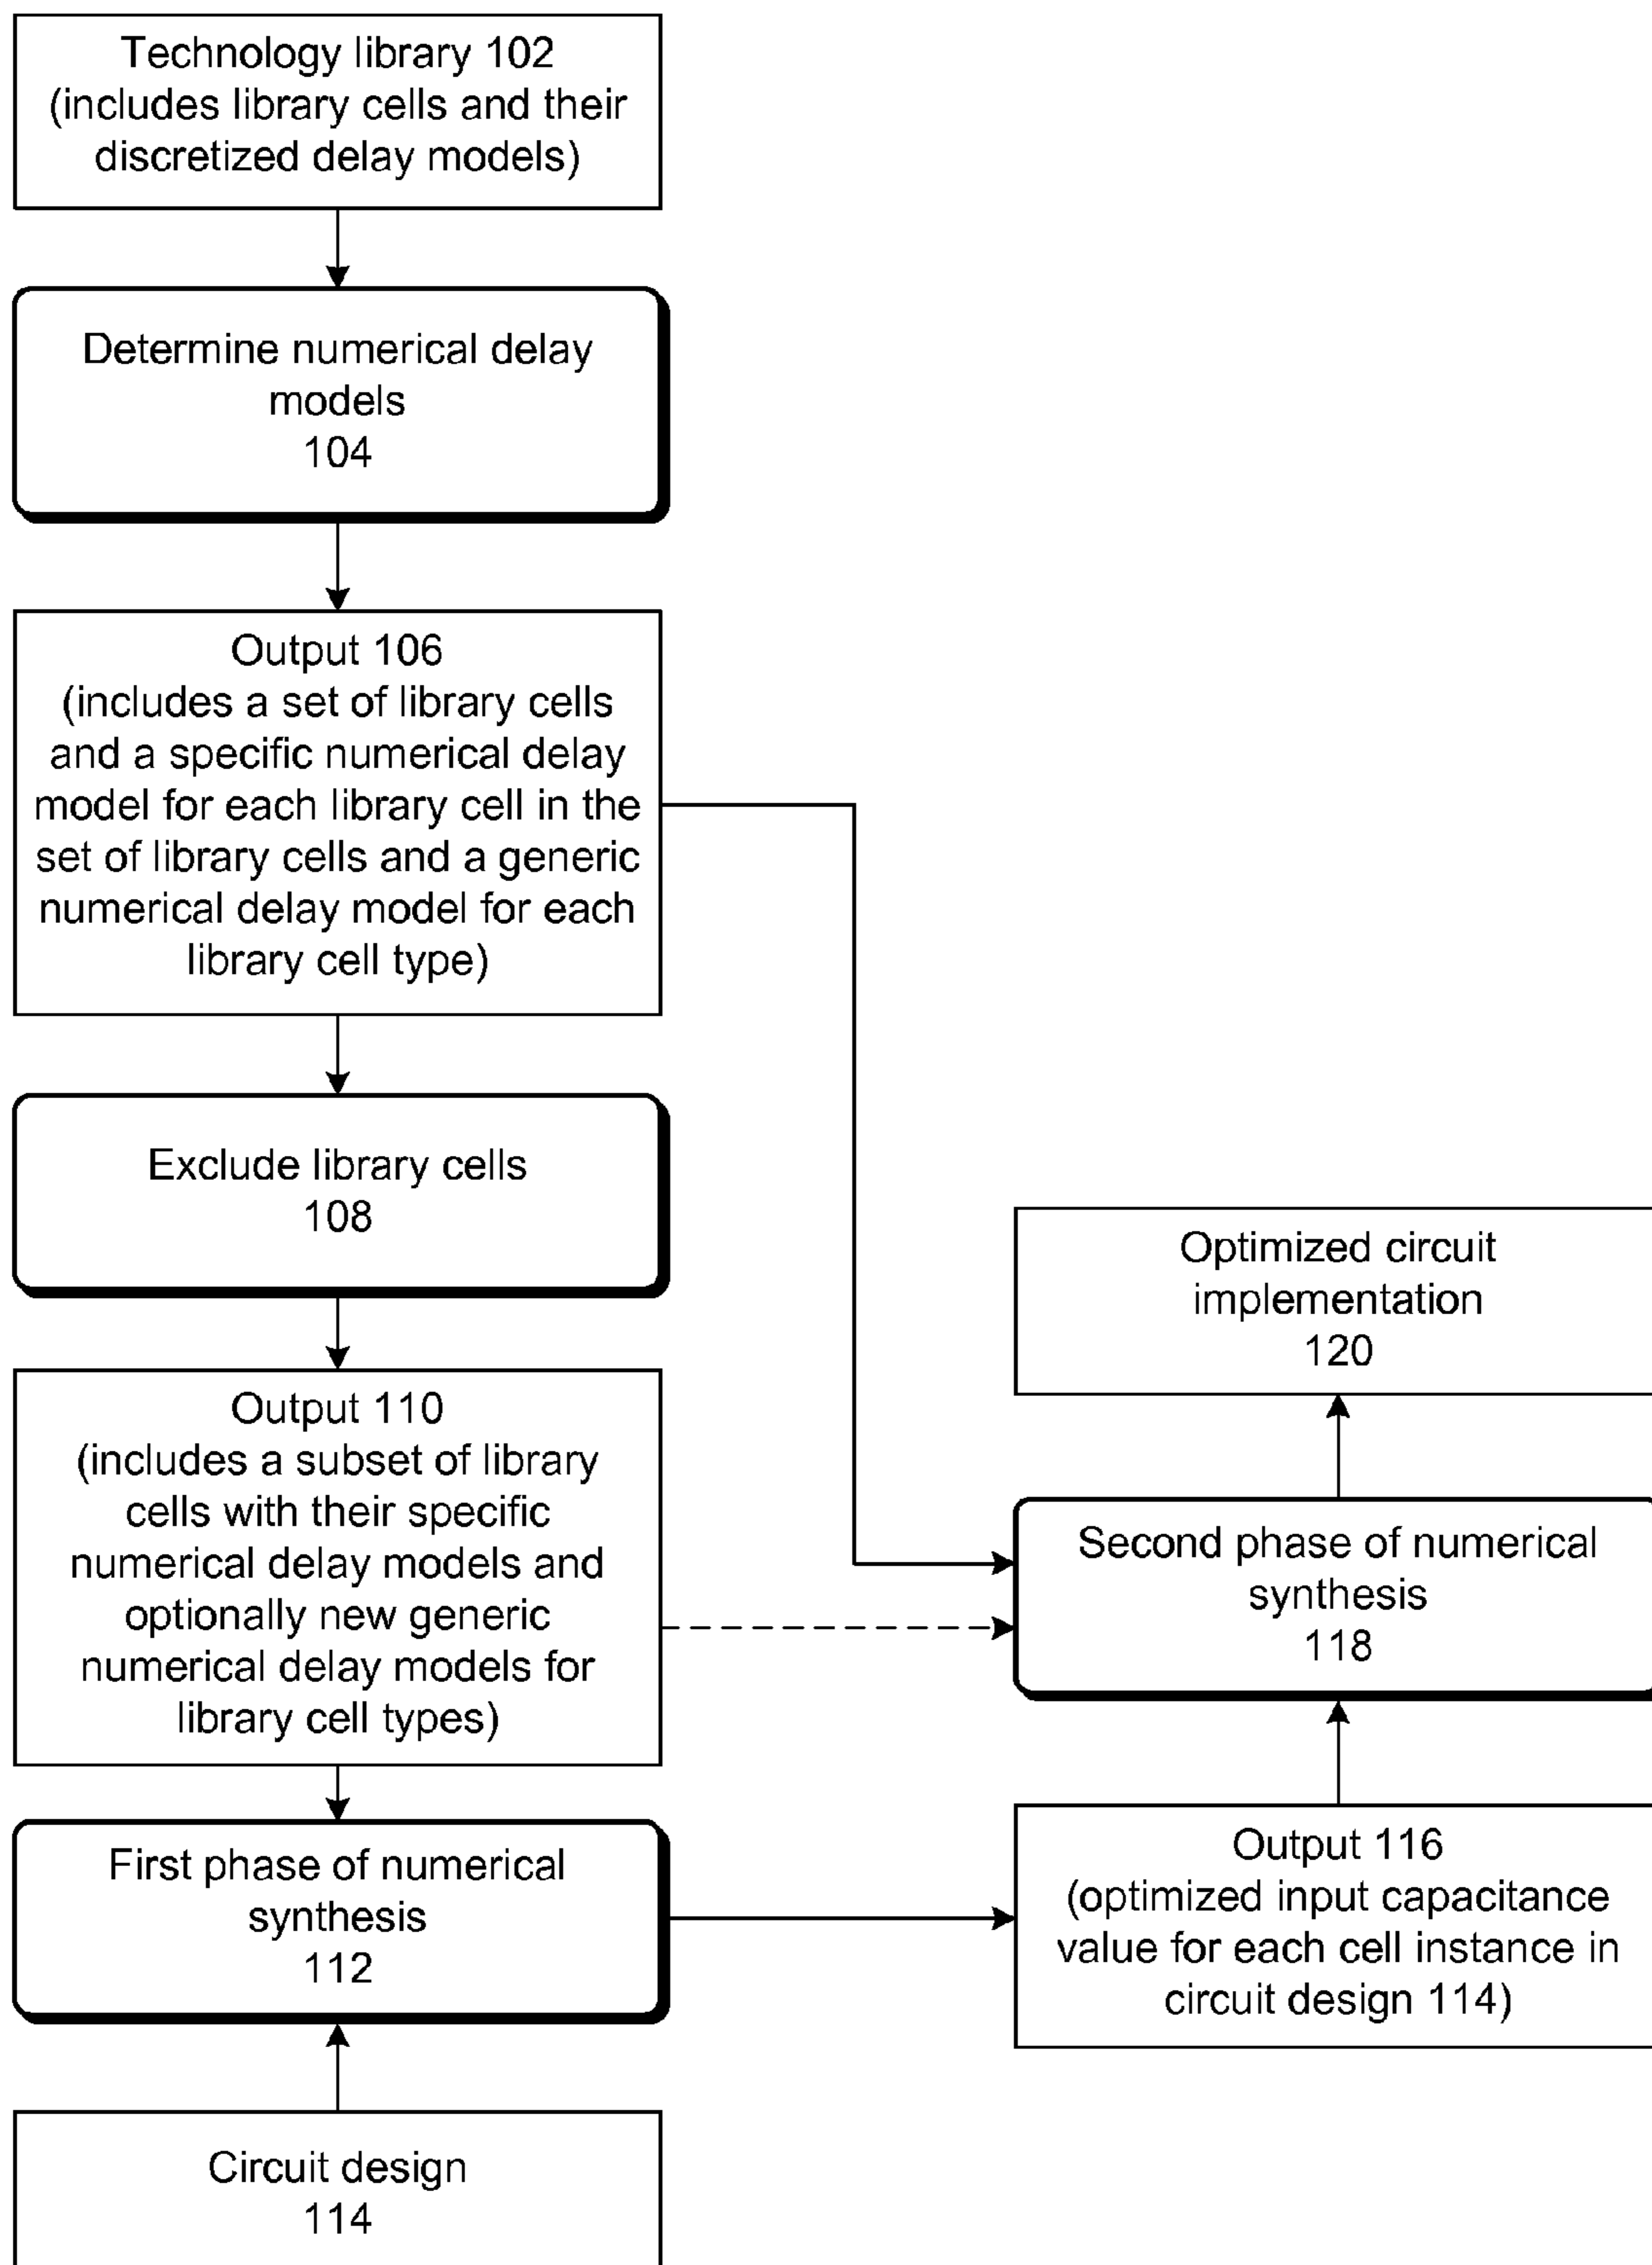 Technology library 102
(includes library cells and their
discretized delay models)
Determine numerical delay
models
104
Output 106
(includes a set of library cells
and a specific numerical delay
model for each library cell in the
set of library cells and a generic
numerical delay model for each
library cell type)
Exclude library cells
108
Output 110
(includes a subset of library
cells with their specific
numerical delay models and
optionally new generic
numerical delay models for
library cell types)
First phase of numerical
synthesis
112
Circuit design
114
Optimized circuit
implementation
120
Second phase of numerical
synthesis
118
Output 116
(optimized input capacitance
value for each cell instance in
circuit design 114)